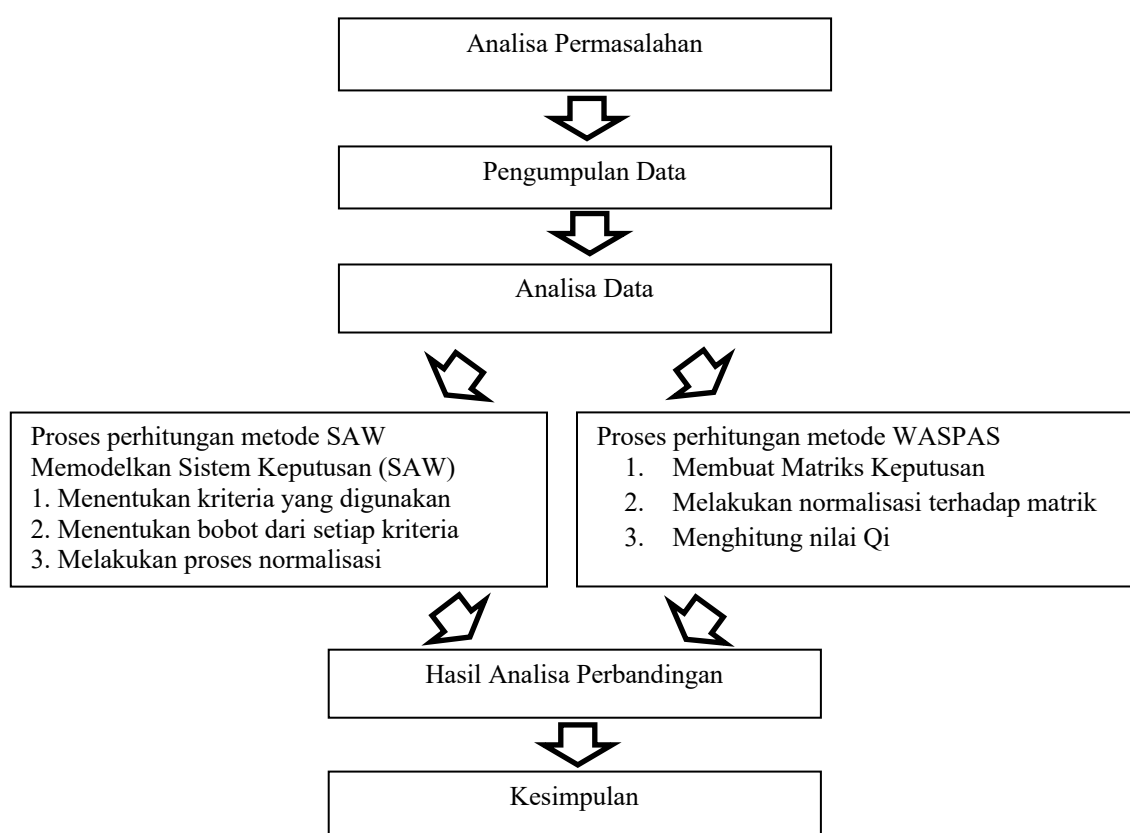 Analisa Permasalahan
Pengumpulan Data
Analisa Data
Proses perhitungan metode SAW
Memodelkan Sistem Keputusan (SAW)
1. Menentukan kriteria yang digunakan
2. Menentukan bobot dari setiap kriteria
3. Melakukan proses normalisasi
Proses perhitungan metode WASPAS
1. Membuat Matriks Keputusan
2. Melakukan normalisasi terhadap matrik
3. Menghitung nilai Qi
Hasil Analisa Perbandingan
Kesimpulan